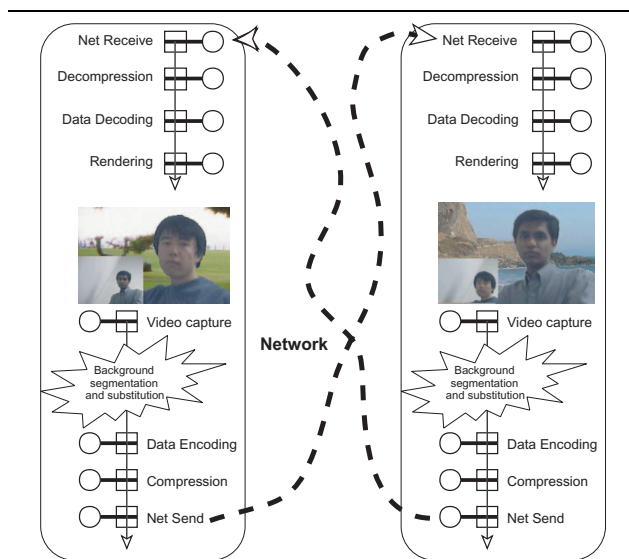 Net Receive
Decompression
Data Decoding
Rendering
Video capture
Background
segmentation
and substitution
Data Encoding
Compression
Net Send
Network
Net Receive
Decompression
Data Decoding
Rendering
Video capture
Background
segmentation
and substitution
Data Encoding
Compression
Net Send